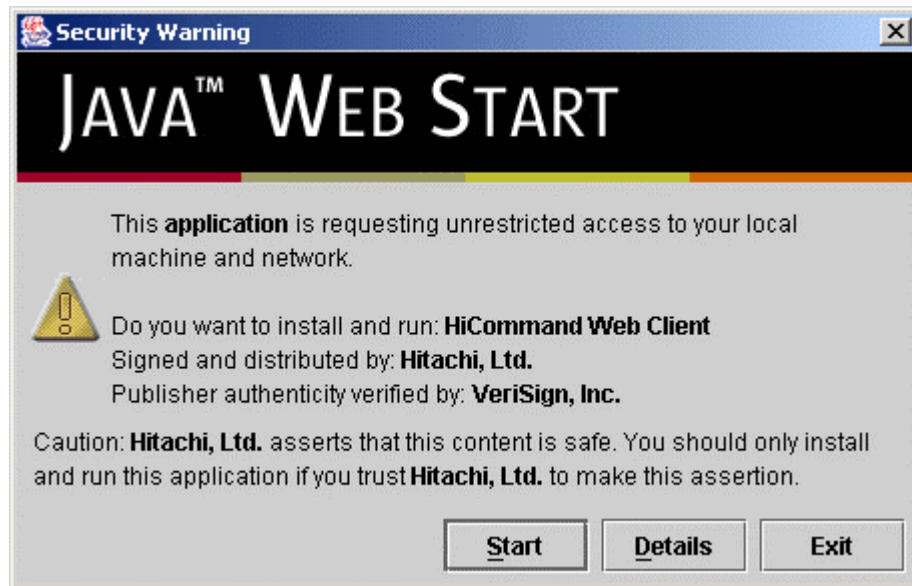 Security Warning
JAVA™ WEB START
This application is requesting unrestricted access to your local
machine and network.
Do you want to install and run: HiCommand Web Client
Signed and distributed by: Hitachi, Ltd.
Publisher authenticity verified by: VeriSign, Inc.
Caution: Hitachi, Ltd. asserts that this content is safe. You should only install
and run this application if you trust Hitachi, Ltd. to make this assertion.
Start Details Exit